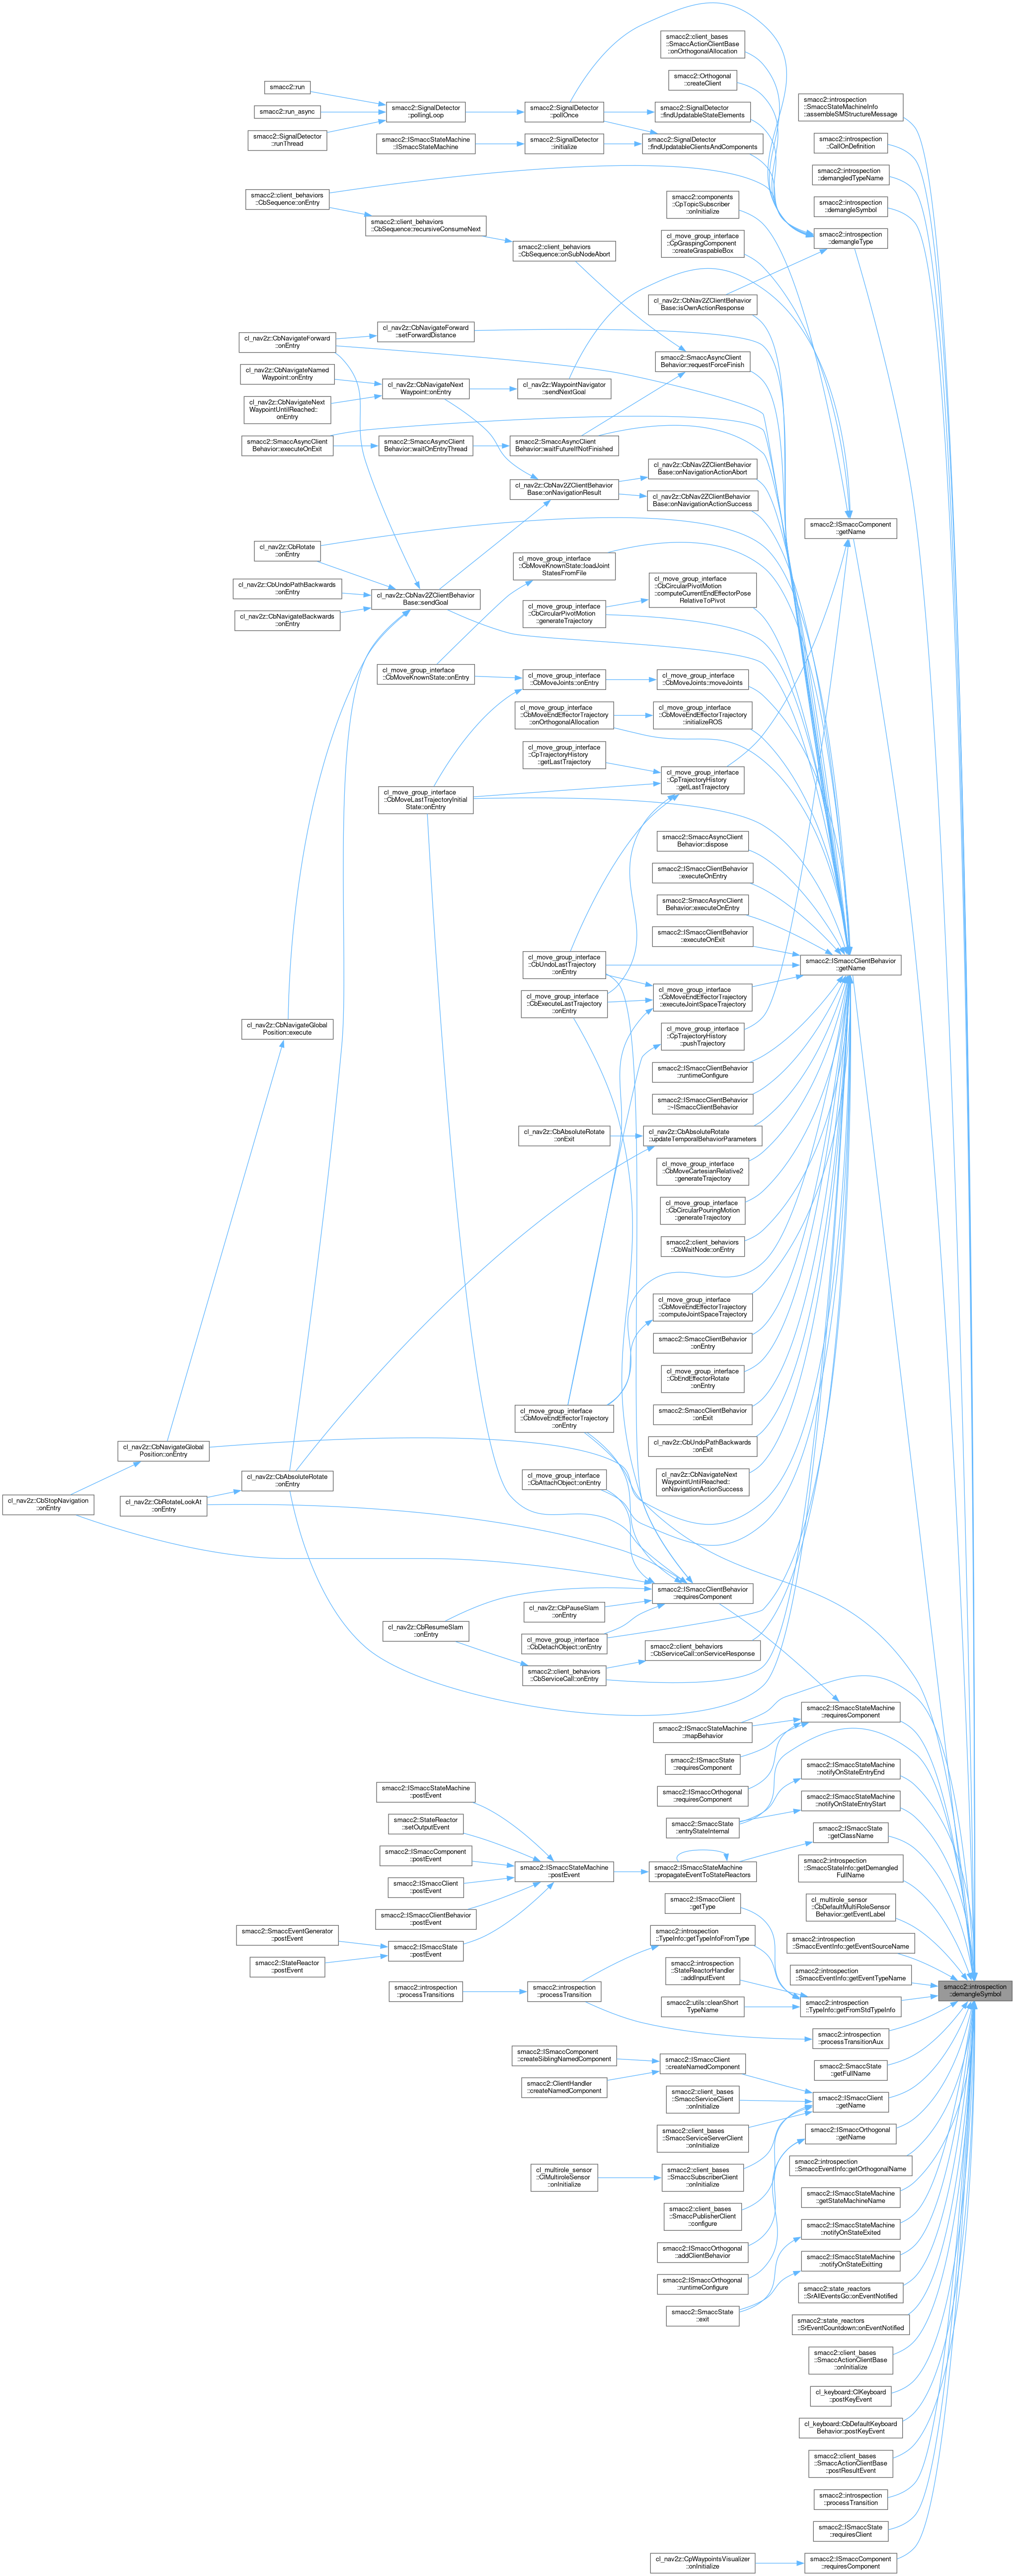 smacc2::client_bases
::SmaccActionClientBase
::onOrthogonalAllocation
smacc2::Orthogonal
::createClient
smacc2::run
smacc2::run_async
smacc2::SignalDetector
::runThread
smacc2::SignalDetector
::pollingLoop
smacc2::SignalDetector
::pollOnce
smacc2::SignalDetector
::findUpdatableStateElements
smacc2::introspection
::SmaccStateMachineInfo
::assembleSMStructureMessage
smacc2::ISmaccStateMachine
::ISmaccStateMachine
smacc2::SignalDetector
::initialize
smacc2::SignalDetector
::findUpdatableClientsAndComponents
smacc2::introspection
::CallOnDefinition
smacc2::introspection
::demangledTypeName
smacc2::introspection
::demangleSymbol
smacc2::introspection
::demangleType
smacc2::client_behaviors
::CbSequence::onEntry
smacc2::client_behaviors
::CbSequence::recursiveConsumeNext
smacc2::client_behaviors
::CbSequence::onSubNodeAbort
smacc2::components
::CpTopicSubscriber
::onInitialize
cl_move_group_interface
::CpGraspingComponent
::createGraspableBox
cl_nav2z::CbNav2ZClientBehavior
Base::isOwnActionResponse
cl_nav2z::CbNavigateForward
::onEntry
cl_nav2z::CbNavigateForward
::setForwardDistance
smacc2::SmaccAsyncClient
Behavior::requestForceFinish
cl_nav2z::CbNavigateNamed
Waypoint::onEntry
cl_nav2z::CbNavigateNext
WaypointUntilReached::
onEntry
cl_nav2z::CbNavigateNext
Waypoint::onEntry
cl_nav2z::WaypointNavigator
::sendNextGoal
smacc2::SmaccAsyncClient
Behavior::executeOnExit
smacc2::SmaccAsyncClient
Behavior::waitOnEntryThread
smacc2::SmaccAsyncClient
Behavior::waitFutureIfNotFinished
cl_nav2z::CbNav2ZClientBehavior
Base::onNavigationResult
cl_nav2z::CbNav2ZClientBehavior
Base::onNavigationActionAbort
cl_nav2z::CbNav2ZClientBehavior
Base::onNavigationActionSuccess
smacc2::ISmaccComponent
::getName
cl_nav2z::CbRotate
::onEntry
cl_nav2z::CbUndoPathBackwards
::onEntry
cl_nav2z::CbNavigateBackwards
::onEntry
cl_nav2z::CbNav2ZClientBehavior
Base::sendGoal
cl_move_group_interface
::CbMoveKnownState::loadJoint
StatesFromFile
cl_move_group_interface
::CbCircularPivotMotion
::generateTrajectory
cl_move_group_interface
::CbCircularPivotMotion
::computeCurrentEndEffectorPose
RelativeToPivot
cl_move_group_interface
::CbMoveKnownState::onEntry
cl_move_group_interface
::CbMoveJoints::onEntry
cl_move_group_interface
::CbMoveJoints::moveJoints
cl_move_group_interface
::CbMoveEndEffectorTrajectory
::onOrthogonalAllocation
cl_move_group_interface
::CbMoveEndEffectorTrajectory
::initializeROS
cl_move_group_interface
::CpTrajectoryHistory
::getLastTrajectory
cl_move_group_interface
::CpTrajectoryHistory
::getLastTrajectory
cl_move_group_interface
::CbMoveLastTrajectoryInitial
State::onEntry
smacc2::SmaccAsyncClient
Behavior::dispose
smacc2::ISmaccClientBehavior
::executeOnEntry
smacc2::SmaccAsyncClient
Behavior::executeOnEntry
smacc2::ISmaccClientBehavior
::executeOnExit
smacc2::ISmaccClientBehavior
::getName
cl_move_group_interface
::CbUndoLastTrajectory
::onEntry
cl_move_group_interface
::CbExecuteLastTrajectory
::onEntry
cl_move_group_interface
::CbMoveEndEffectorTrajectory
::executeJointSpaceTrajectory
cl_nav2z::CbNavigateGlobal
Position::execute
cl_move_group_interface
::CpTrajectoryHistory
::pushTrajectory
smacc2::ISmaccClientBehavior
::runtimeConfigure
smacc2::ISmaccClientBehavior
::~ISmaccClientBehavior
cl_nav2z::CbAbsoluteRotate
::onExit
cl_nav2z::CbAbsoluteRotate
::updateTemporalBehaviorParameters
cl_move_group_interface
::CbMoveCartesianRelative2
::generateTrajectory
cl_move_group_interface
::CbCircularPouringMotion
::generateTrajectory
smacc2::client_behaviors
::CbWaitNode::onEntry
cl_move_group_interface
::CbMoveEndEffectorTrajectory
::computeJointSpaceTrajectory
smacc2::SmaccClientBehavior
::onEntry
cl_move_group_interface
::CbEndEffectorRotate
::onEntry
smacc2::SmaccClientBehavior
::onExit
cl_move_group_interface
::CbMoveEndEffectorTrajectory
::onEntry
cl_nav2z::CbUndoPathBackwards
::onExit
cl_nav2z::CbNavigateNext
WaypointUntilReached::
onNavigationActionSuccess
cl_nav2z::CbNavigateGlobal
Position::onEntry
cl_nav2z::CbAbsoluteRotate
::onEntry
cl_move_group_interface
::CbAttachObject::onEntry
cl_nav2z::CbStopNavigation
::onEntry
cl_nav2z::CbRotateLookAt
::onEntry
smacc2::ISmaccClientBehavior
::requiresComponent
cl_nav2z::CbPauseSlam
::onEntry
cl_nav2z::CbResumeSlam
::onEntry
cl_move_group_interface
::CbDetachObject::onEntry
smacc2::client_behaviors
::CbServiceCall::onServiceResponse
smacc2::client_behaviors
::CbServiceCall::onEntry
smacc2::ISmaccStateMachine
::requiresComponent
smacc2::ISmaccStateMachine
::mapBehavior
smacc2::ISmaccState
::requiresComponent
smacc2::ISmaccOrthogonal
::requiresComponent
smacc2::ISmaccStateMachine
::notifyOnStateEntryEnd
smacc2::ISmaccStateMachine
::notifyOnStateEntryStart
smacc2::SmaccState
::entryStateInternal
smacc2::ISmaccState
::getClassName
smacc2::ISmaccStateMachine
::postEvent
smacc2::StateReactor
::setOutputEvent
smacc2::ISmaccComponent
::postEvent
smacc2::ISmaccClient
::postEvent
smacc2::ISmaccClientBehavior
::postEvent
smacc2::ISmaccStateMachine
::postEvent
smacc2::ISmaccStateMachine
::propagateEventToStateReactors
smacc2::introspection
::SmaccStateInfo::getDemangled
FullName
cl_multirole_sensor
::CbDefaultMultiRoleSensor
Behavior::getEventLabel
smacc2::SmaccEventGenerator
::postEvent
smacc2::StateReactor
::postEvent
smacc2::ISmaccState
::postEvent
smacc2::ISmaccClient
::getType
smacc2::introspection
::TypeInfo::getTypeInfoFromType
smacc2::introspection
::SmaccEventInfo::getEventSourceName
smacc2::introspection
::SmaccEventInfo::getEventTypeName
smacc2::introspection
::StateReactorHandler
::addInputEvent
smacc2::introspection
::demangleSymbol
smacc2::introspection
::processTransitions
smacc2::introspection
::processTransition
smacc2::utils::cleanShort
TypeName
smacc2::introspection
::TypeInfo::getFromStdTypeInfo
smacc2::introspection
::processTransitionAux
smacc2::ISmaccComponent
::createSiblingNamedComponent
smacc2::ClientHandler
::createNamedComponent
smacc2::ISmaccClient
::createNamedComponent
smacc2::SmaccState
::getFullName
smacc2::client_bases
::SmaccServiceClient
::onInitialize
smacc2::ISmaccClient
::getName
smacc2::client_bases
::SmaccServiceServerClient
::onInitialize
smacc2::ISmaccOrthogonal
::getName
cl_multirole_sensor
::ClMultiroleSensor
::onInitialize
smacc2::client_bases
::SmaccSubscriberClient
::onInitialize
smacc2::introspection
::SmaccEventInfo::getOrthogonalName
smacc2::client_bases
::SmaccPublisherClient
::configure
smacc2::ISmaccStateMachine
::getStateMachineName
smacc2::ISmaccOrthogonal
::addClientBehavior
smacc2::ISmaccStateMachine
::notifyOnStateExited
smacc2::ISmaccOrthogonal
::runtimeConfigure
smacc2::ISmaccStateMachine
::notifyOnStateExitting
smacc2::SmaccState
::exit
smacc2::state_reactors
::SrAllEventsGo::onEventNotified
smacc2::state_reactors
::SrEventCountdown::onEventNotified
smacc2::client_bases
::SmaccActionClientBase
::onInitialize
cl_keyboard::ClKeyboard
::postKeyEvent
cl_keyboard::CbDefaultKeyboard
Behavior::postKeyEvent
smacc2::client_bases
::SmaccActionClientBase
::postResultEvent
smacc2::introspection
::processTransition
smacc2::ISmaccState
::requiresClient
cl_nav2z::CpWaypointsVisualizer
::onInitialize
smacc2::ISmaccComponent
::requiresComponent